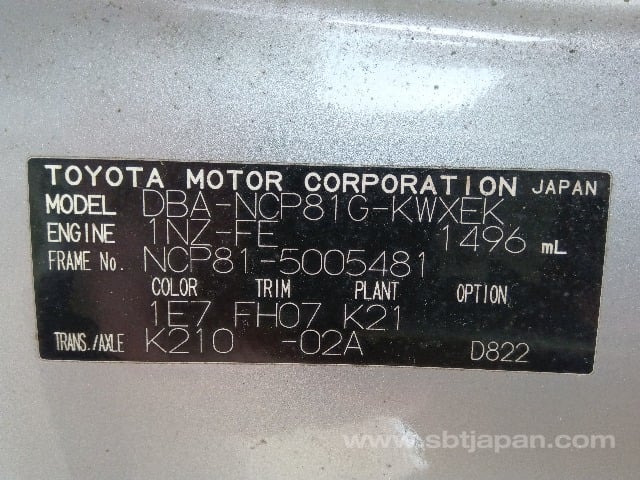 TOYOTA MOTOR CORPORATION JAPAN
MODEL DBA-NCP81G-KWXEK
ENGINE 1NZ-FE 1496 mL
FRAME No. NCP81-5005481
COLOR TRIM PLANT OPTION
1E7 FH07 K21
TRANS./AXLE K210 -02A D822
www.sbtjapan.com